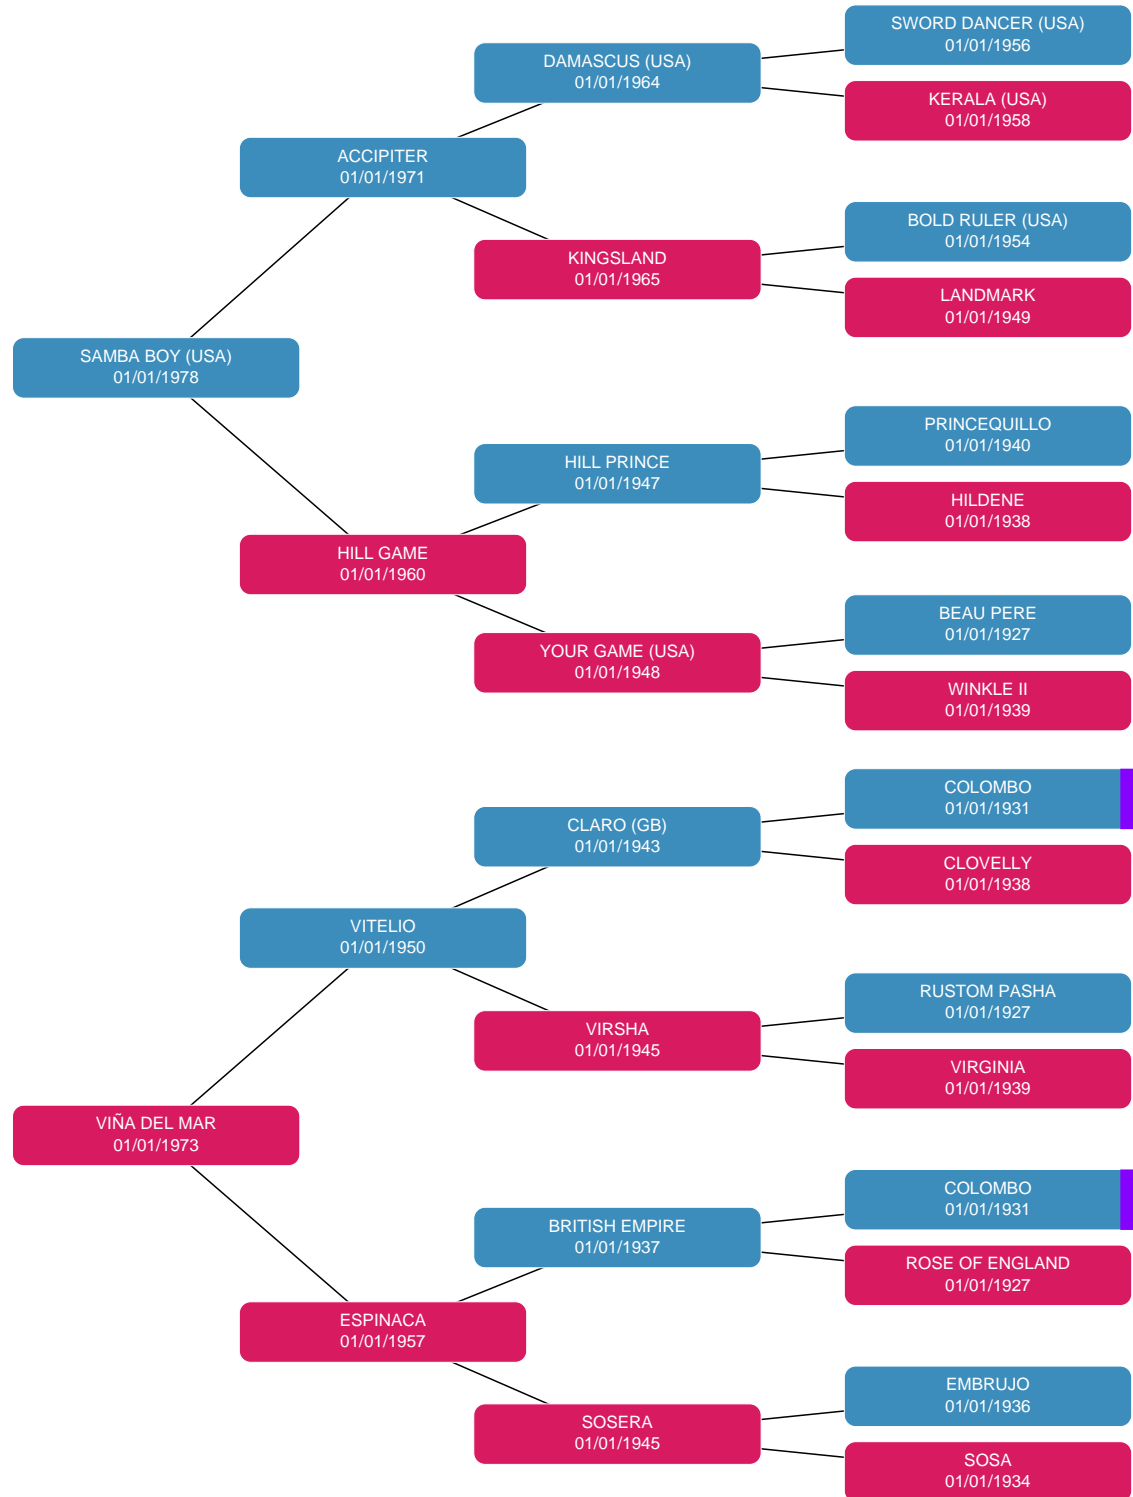 SWORD DANCER (USA)
01/01/1956
DAMASCUS (USA)
01/01/1964
KERALA (USA)
01/01/1958
ACCIPITER
01/01/1971
BOLD RULER (USA)
01/01/1954
KINGSLAND
01/01/1965
LANDMARK
01/01/1949
SAMBA BOY (USA)
01/01/1978
PRINCEQUILLO
01/01/1940
HILL PRINCE
01/01/1947
HILDENE
01/01/1938
HILL GAME
01/01/1960
BEAU PERE
01/01/1927
YOUR GAME (USA)
01/01/1948
WINKLE II
01/01/1939
COLOMBO
01/01/1931
CLARO (GB)
01/01/1943
CLOVELLY
01/01/1938
VITELIO
01/01/1950
RUSTOM PASHA
01/01/1927
VIRSHA
01/01/1945
VIRGINIA
01/01/1939
VIÑA DEL MAR
01/01/1973
COLOMBO
01/01/1931
BRITISH EMPIRE
01/01/1937
ROSE OF ENGLAND
01/01/1927
ESPINACA
01/01/1957
EMBRUJO
01/01/1936
SOSERA
01/01/1945
SOSA
01/01/1934